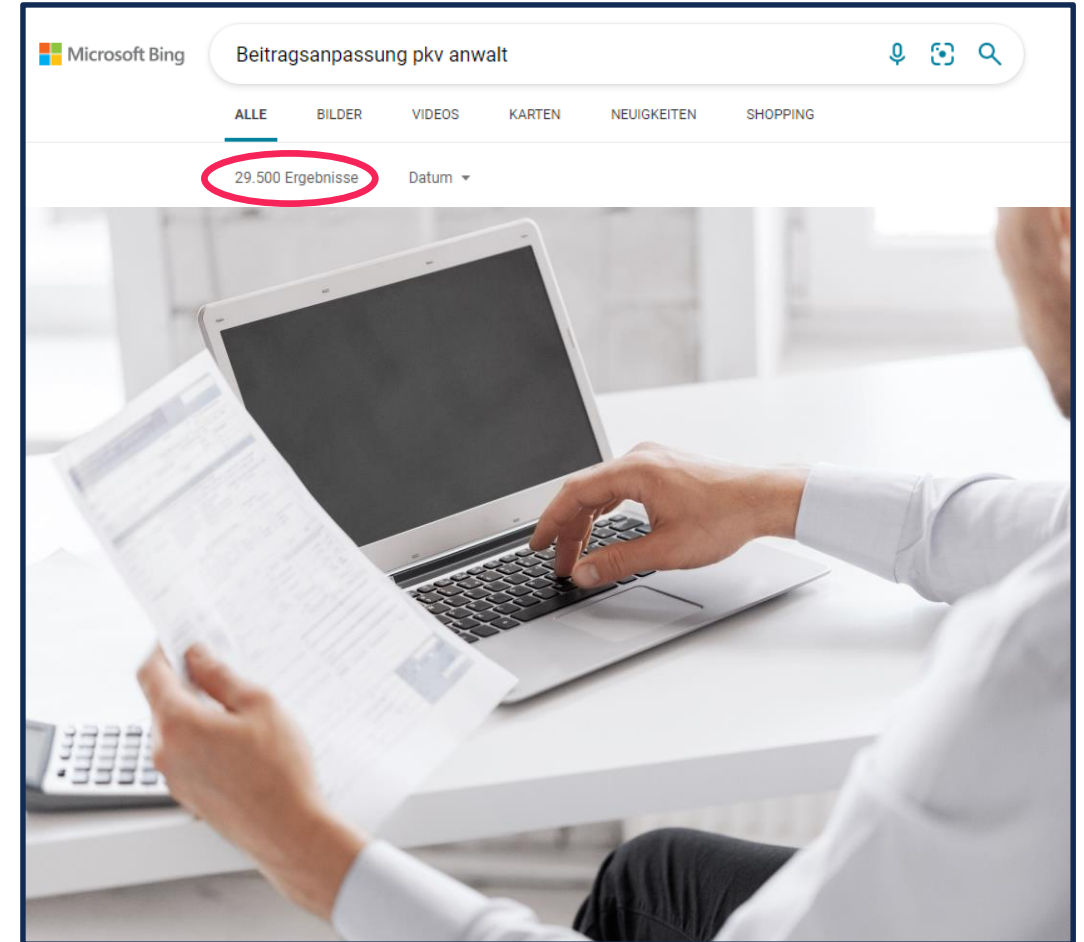 Microsoft Bing
Beitragsanpassung pkv anwalt
ALLE BILDER VIDEOS KARTEN NEUIGKEITEN SHOPPING
29.500 Ergebnisse Datum